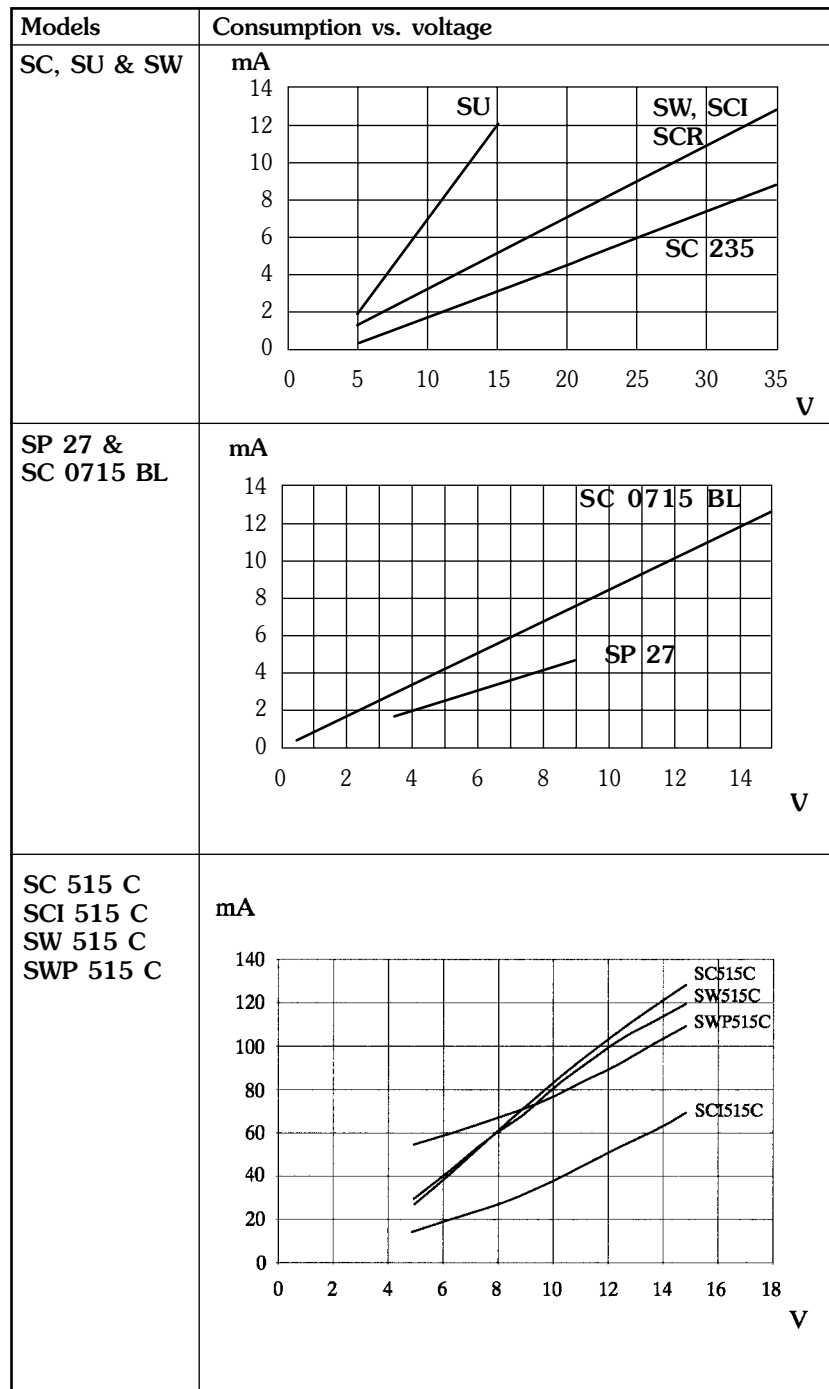 Models
Consumption vs. voltage
SC, SU & SW
mA
14
12
10
8
6
4
2
0
SU
SW, SCI
SCR
SC 235
0 5 10 15 20 25 30 35
V
SP 27 &
SC 0715 BL
mA
14
12
10
8
6
4
2
0
SC 0715 BL
SP 27
0 2 4 6 8 10 12 14
V
SC 515 C
SCI 515 C
SW 515 C
SWP 515 C
mA
140
120
100
80
60
40
20
0
SC515C
SW515C
SWP515C
SCI515C
0 2 4 6 8 10 12 14 16 18
V